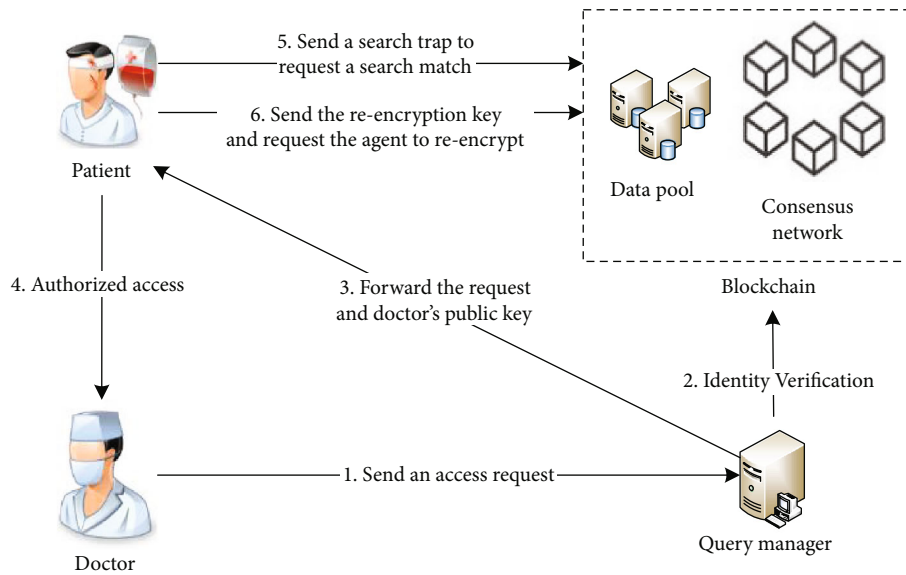 5. Send a search trap to
request a search match
6. Send the re-encryption key
and request the agent to re-encrypt
Patient
Data pool
Consensus
network
4. Authorized access
3. Forward the request
and doctor's public key
Blockchain
2. Identity Verification
1. Send an access request
Doctor
Query manager